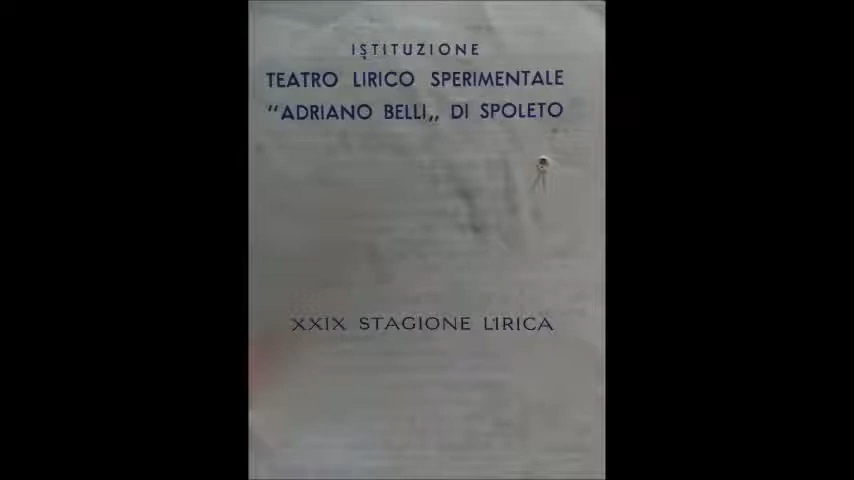 ISTITUZIONE
TEATRO LIRICO SPERIMENTALE
"ADRIANO BELLI„ DI SPOLETO
XXIX STAGIONE LIRICA